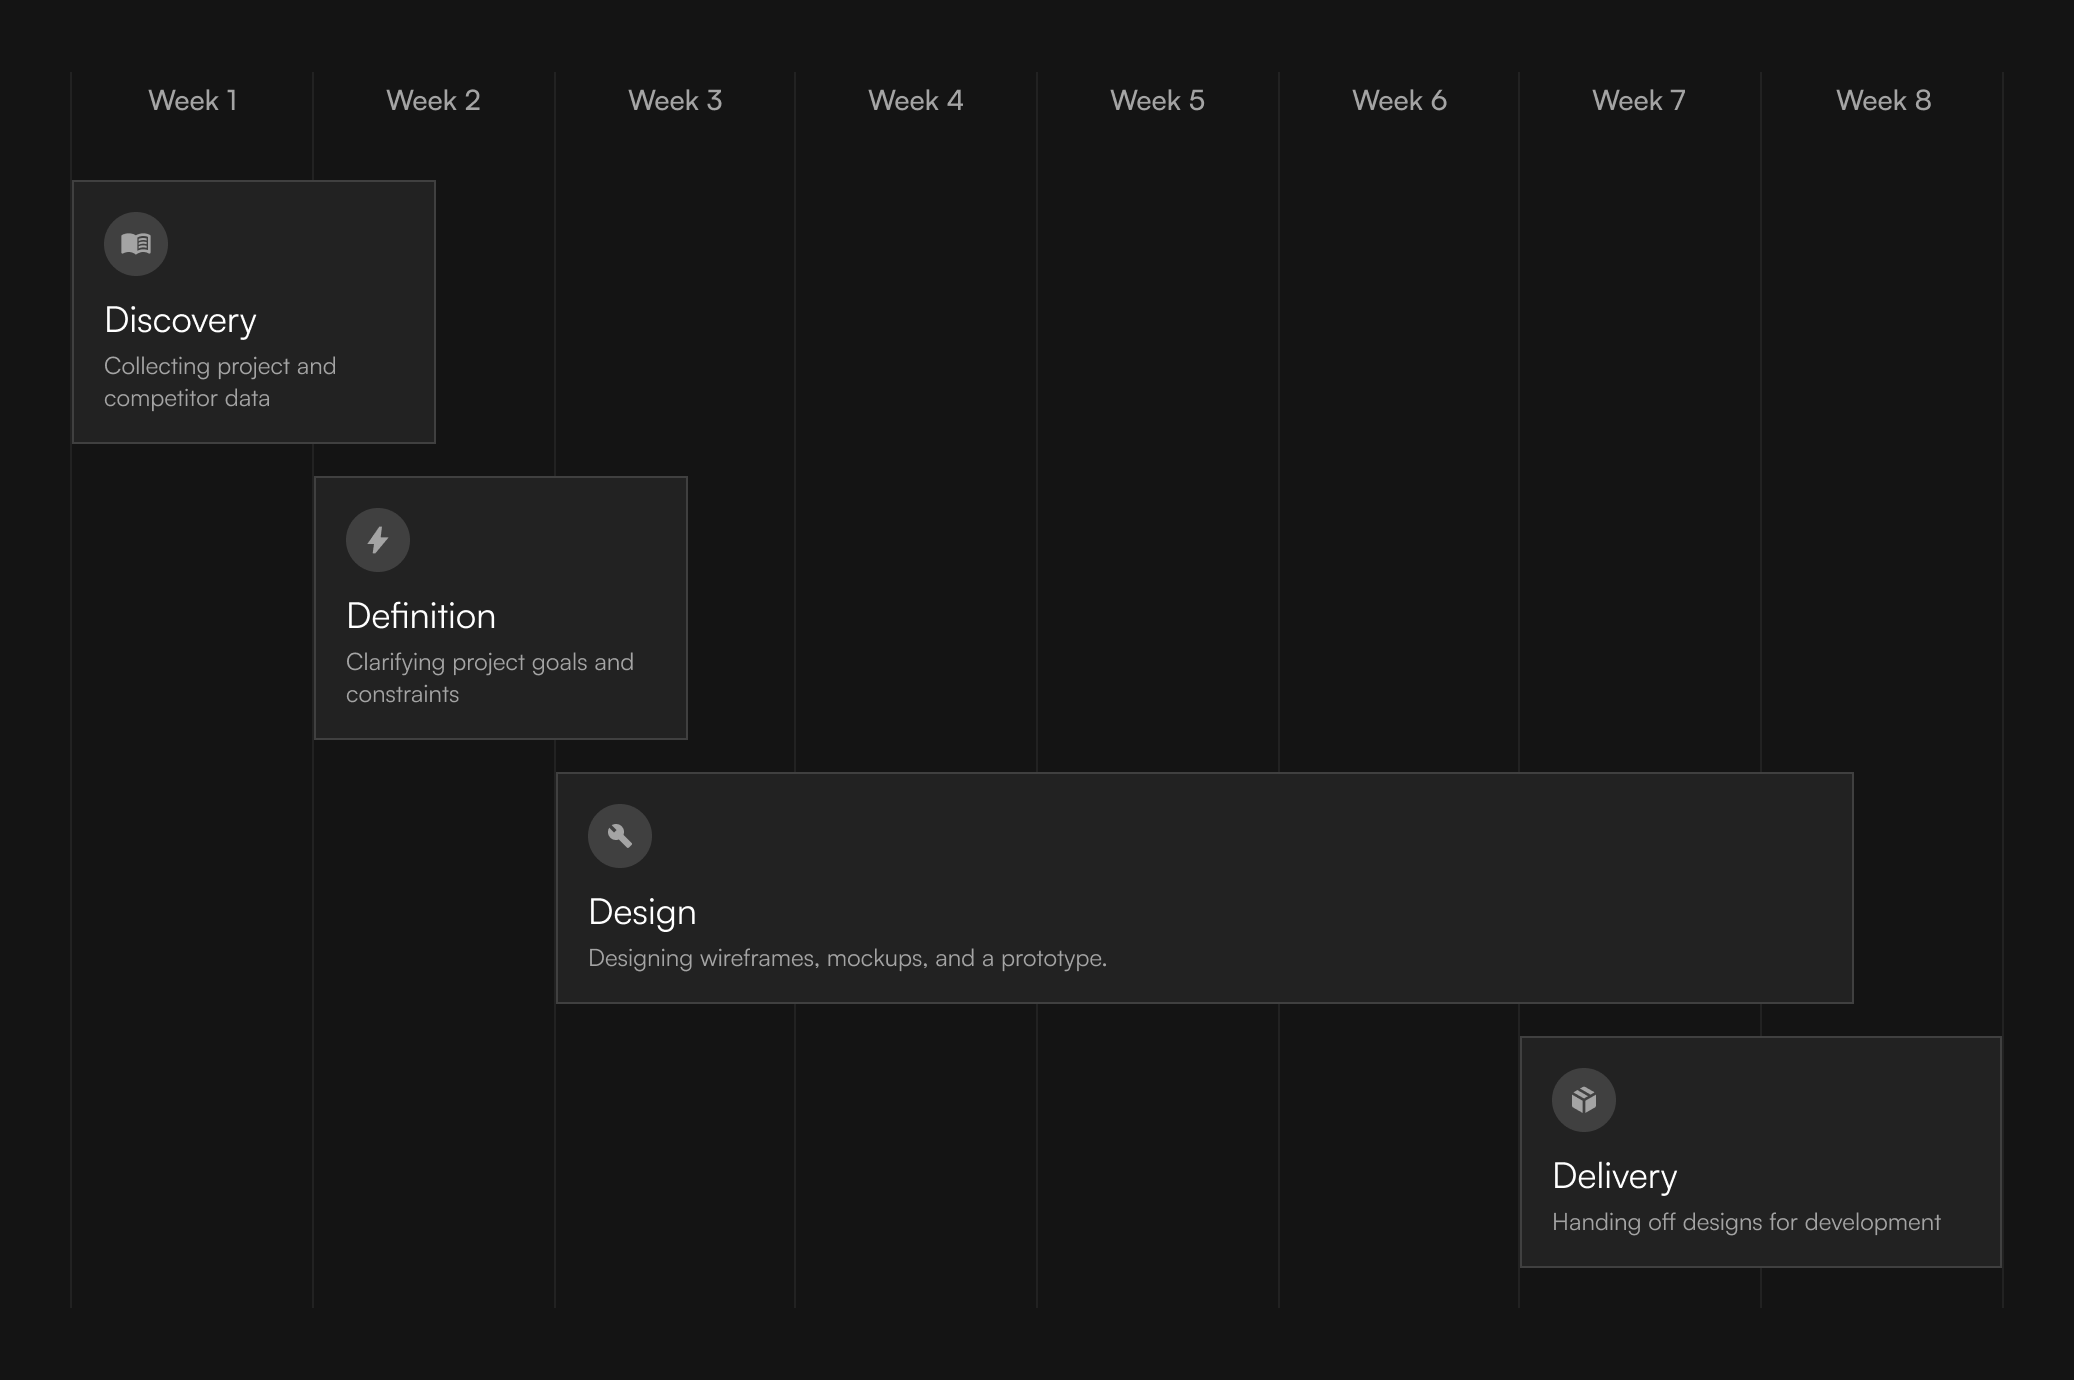 Week 1
Week 2
Week 3
Week 4
Week 5
Week 6
Week 7
Week 8
Discovery
Collecting project and
competitor data
Definition
Clarifying project goals and
constraints
Design
Designing wireframes, mockups, and a prototype.
Delivery
Handing off designs for development